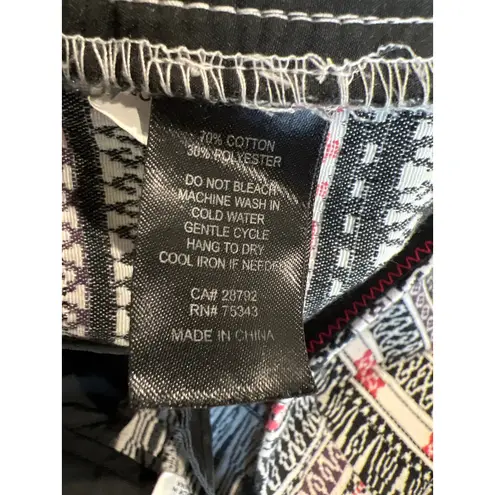 70% COTTON
30% POLYESTER
DO NOT BLEACH
MACHINE WASH IN
COLD WATER
GENTLE CYCLE
HANG TO DRY
COOL IRON IF NEEDED
CA# 28792
RN# 75343
MADE IN CHINA